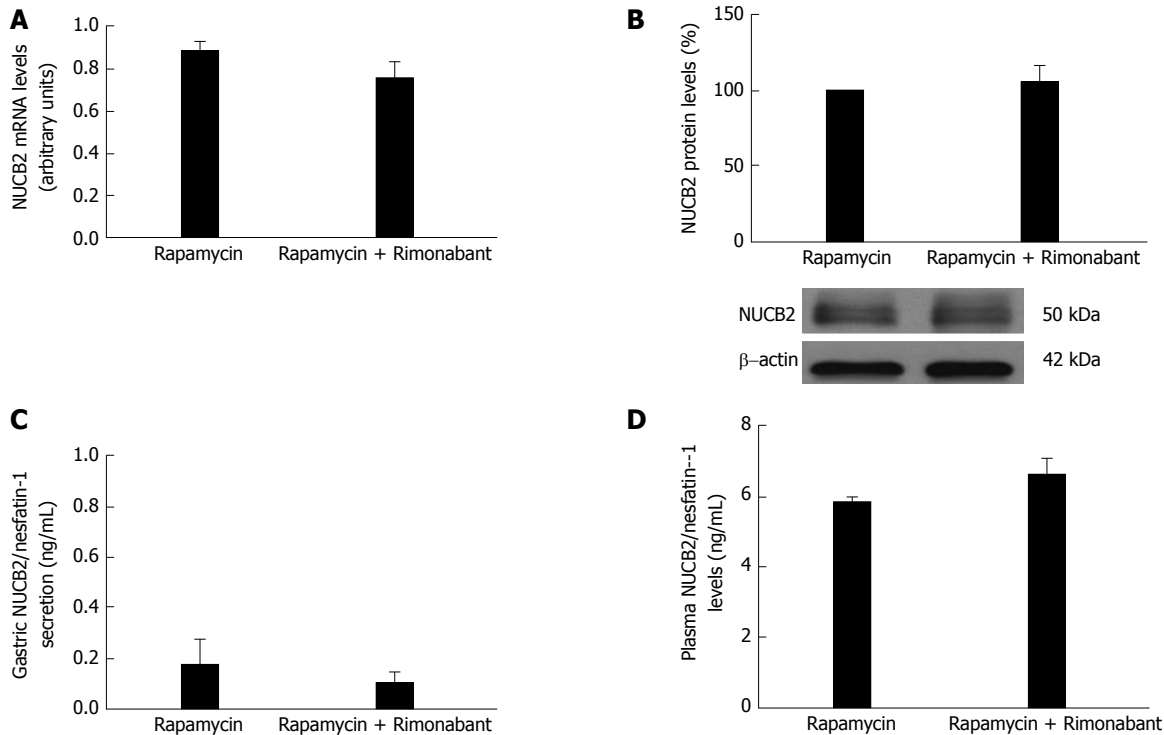 A
NUCB2 mRNA levels
(arbitrary units)
1.0
0.8
0.6
0.4
0.2
0.0
Rapamycin
Rapamycin + Rimonabant
B
NUCB2 protein levels (%)
150
100
50
0
Rapamycin
Rapamycin + Rimonabant
NUCB2
50 kDa
β-actin
42 kDa
C
Gastric NUCB2/nesfatin-1
secretion (ng/mL)
1.0
0.8
0.6
0.4
0.2
0.0
Rapamycin
Rapamycin + Rimonabant
D
Plasma NUCB2/nesfatin--1
levels (ng/mL)
8
6
4
2
0
Rapamycin
Rapamycin + Rimonabant